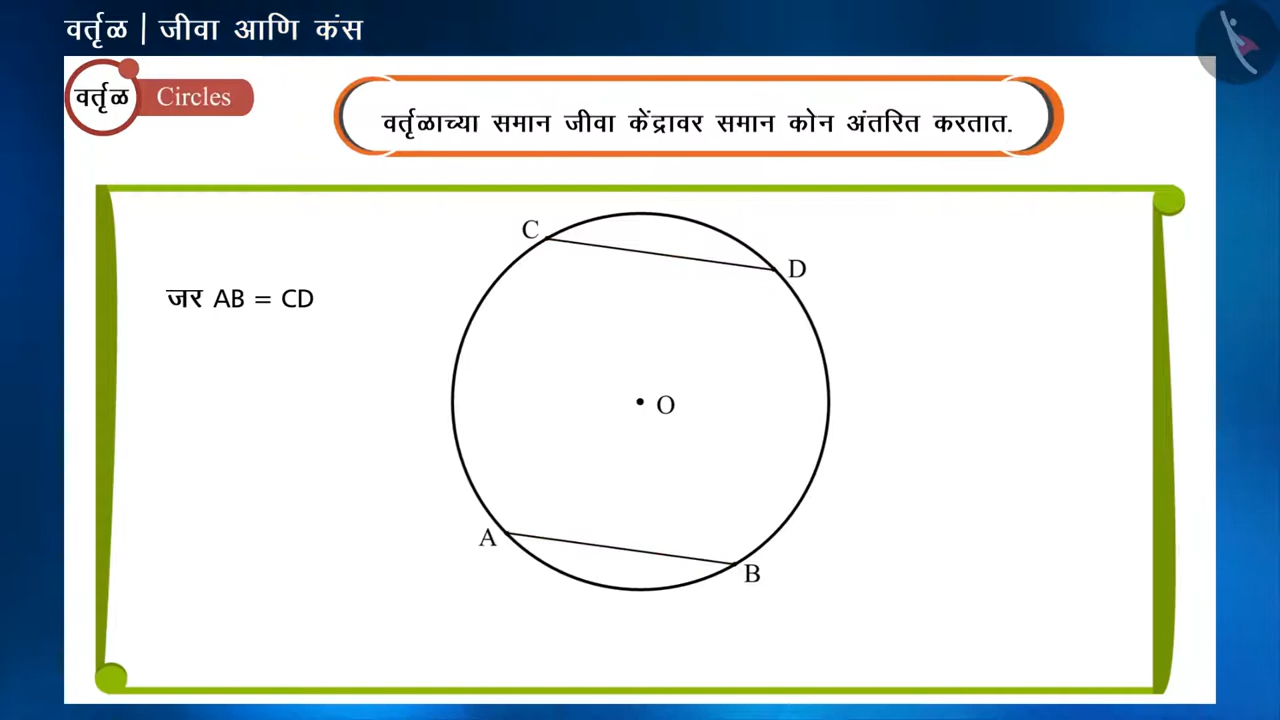 वर्तृळ | जीवा आणि कंस
वर्तृळ Circles
वर्तृळाच्या समान जीवा केंद्रावर समान कोन अंतरित करतात.
C
D
जर AB = CD
O
A
B